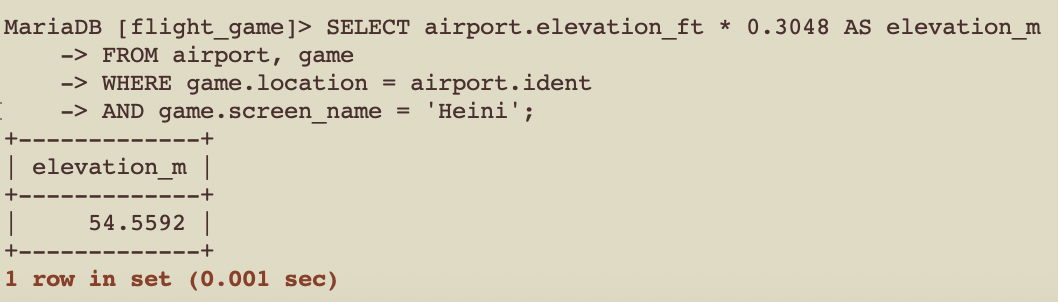 MariaDB [flight_game]> SELECT airport.elevation_ft * 0.3048 AS elevation_m
    -> FROM airport, game
    -> WHERE game.location = airport.ident
    -> AND game.screen_name = 'Heini';
+-------------+
| elevation_m |
+-------------+
|     54.5592 |
+-------------+
1 row in set (0.001 sec)